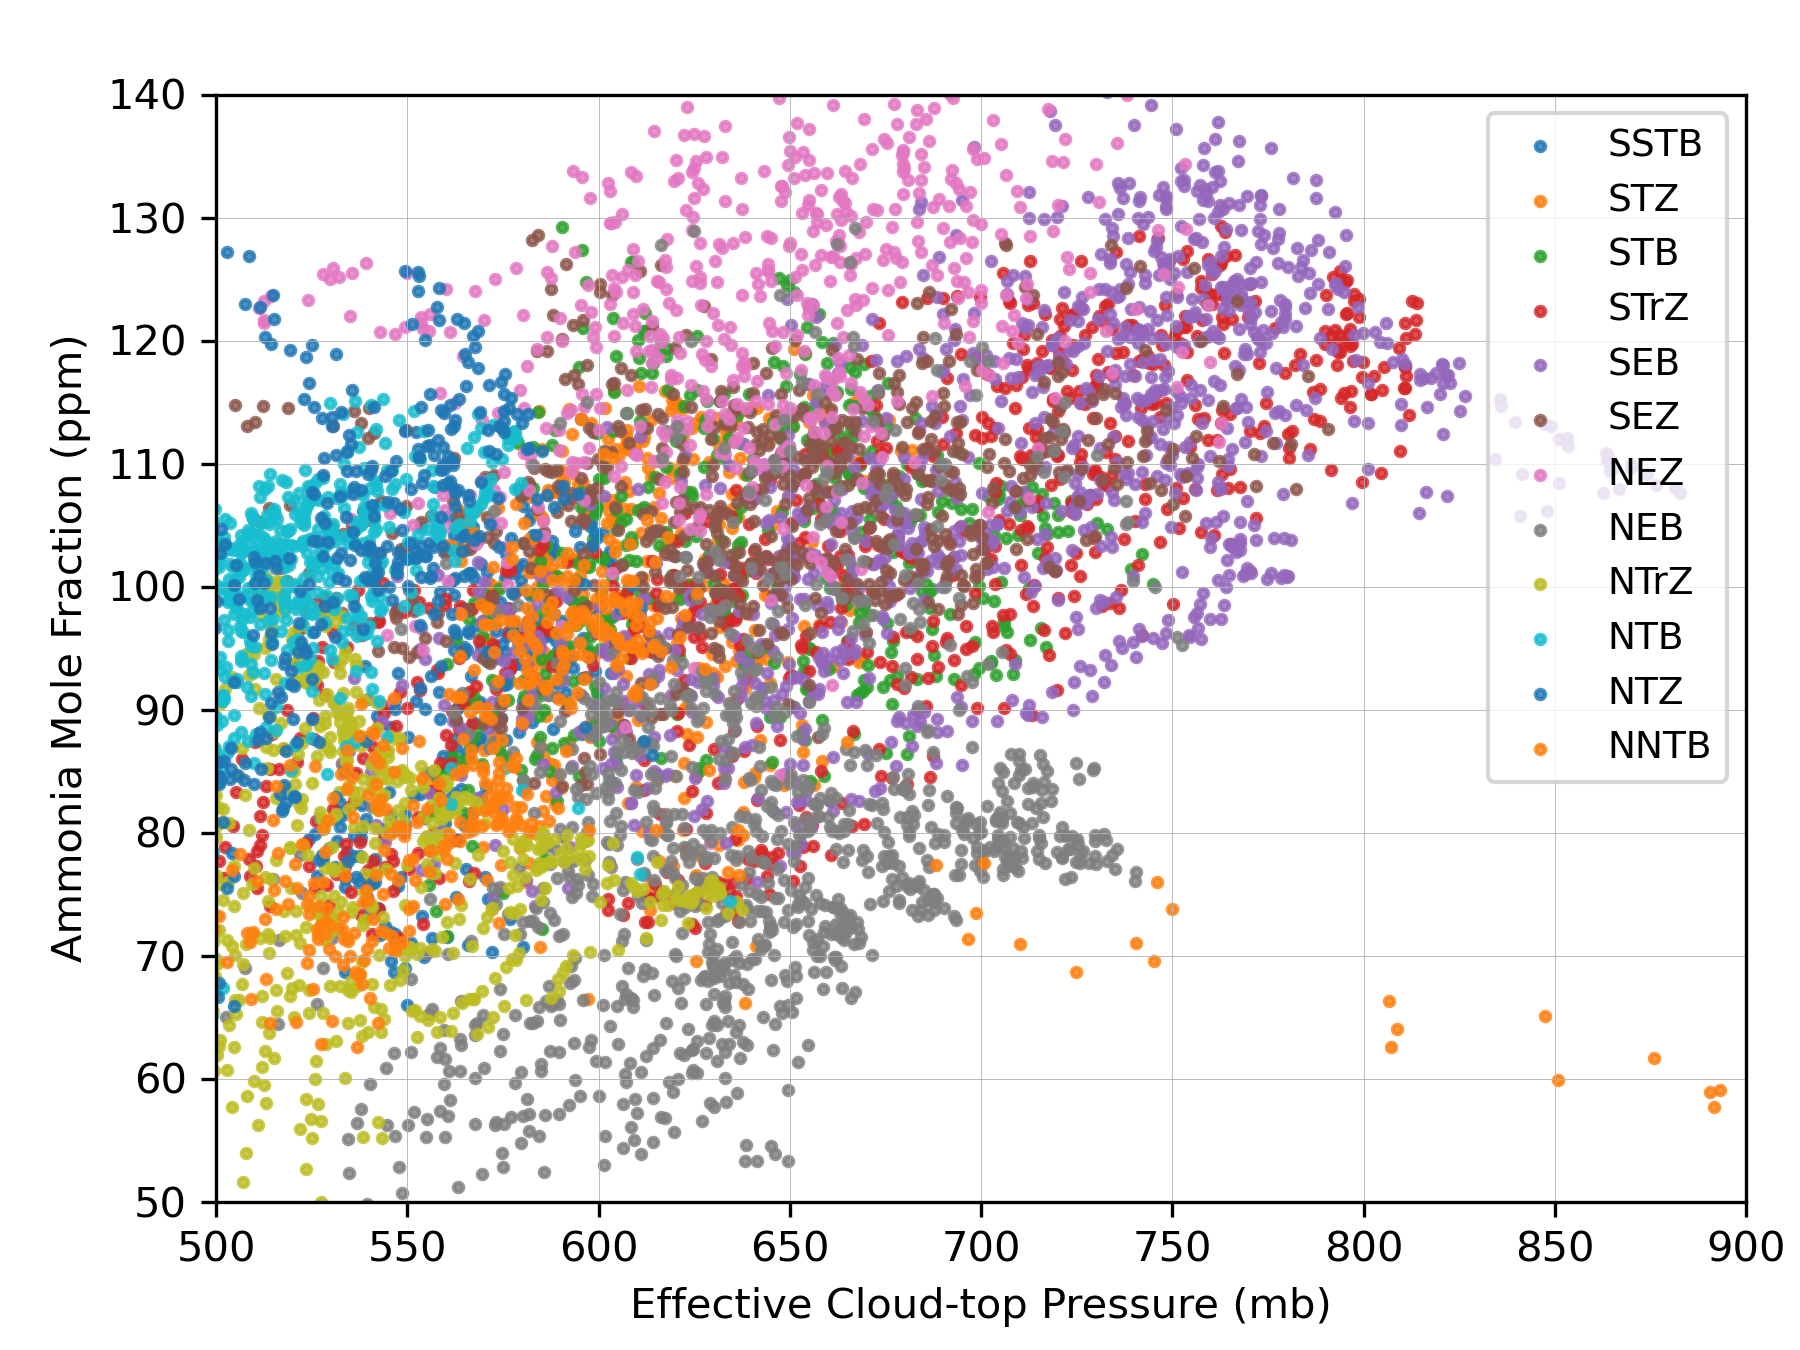 140
130
120
110
100
90
80
70
60
50
Ammonia Mole Fraction (ppm)
SSTB
STZ
STB
STrZ
SEB
SEZ
NEZ
NEB
NTrZ
NTB
NTZ
NNTB
500 550 600 650 700 750 800 850 900
Effective Cloud-top Pressure (mb)